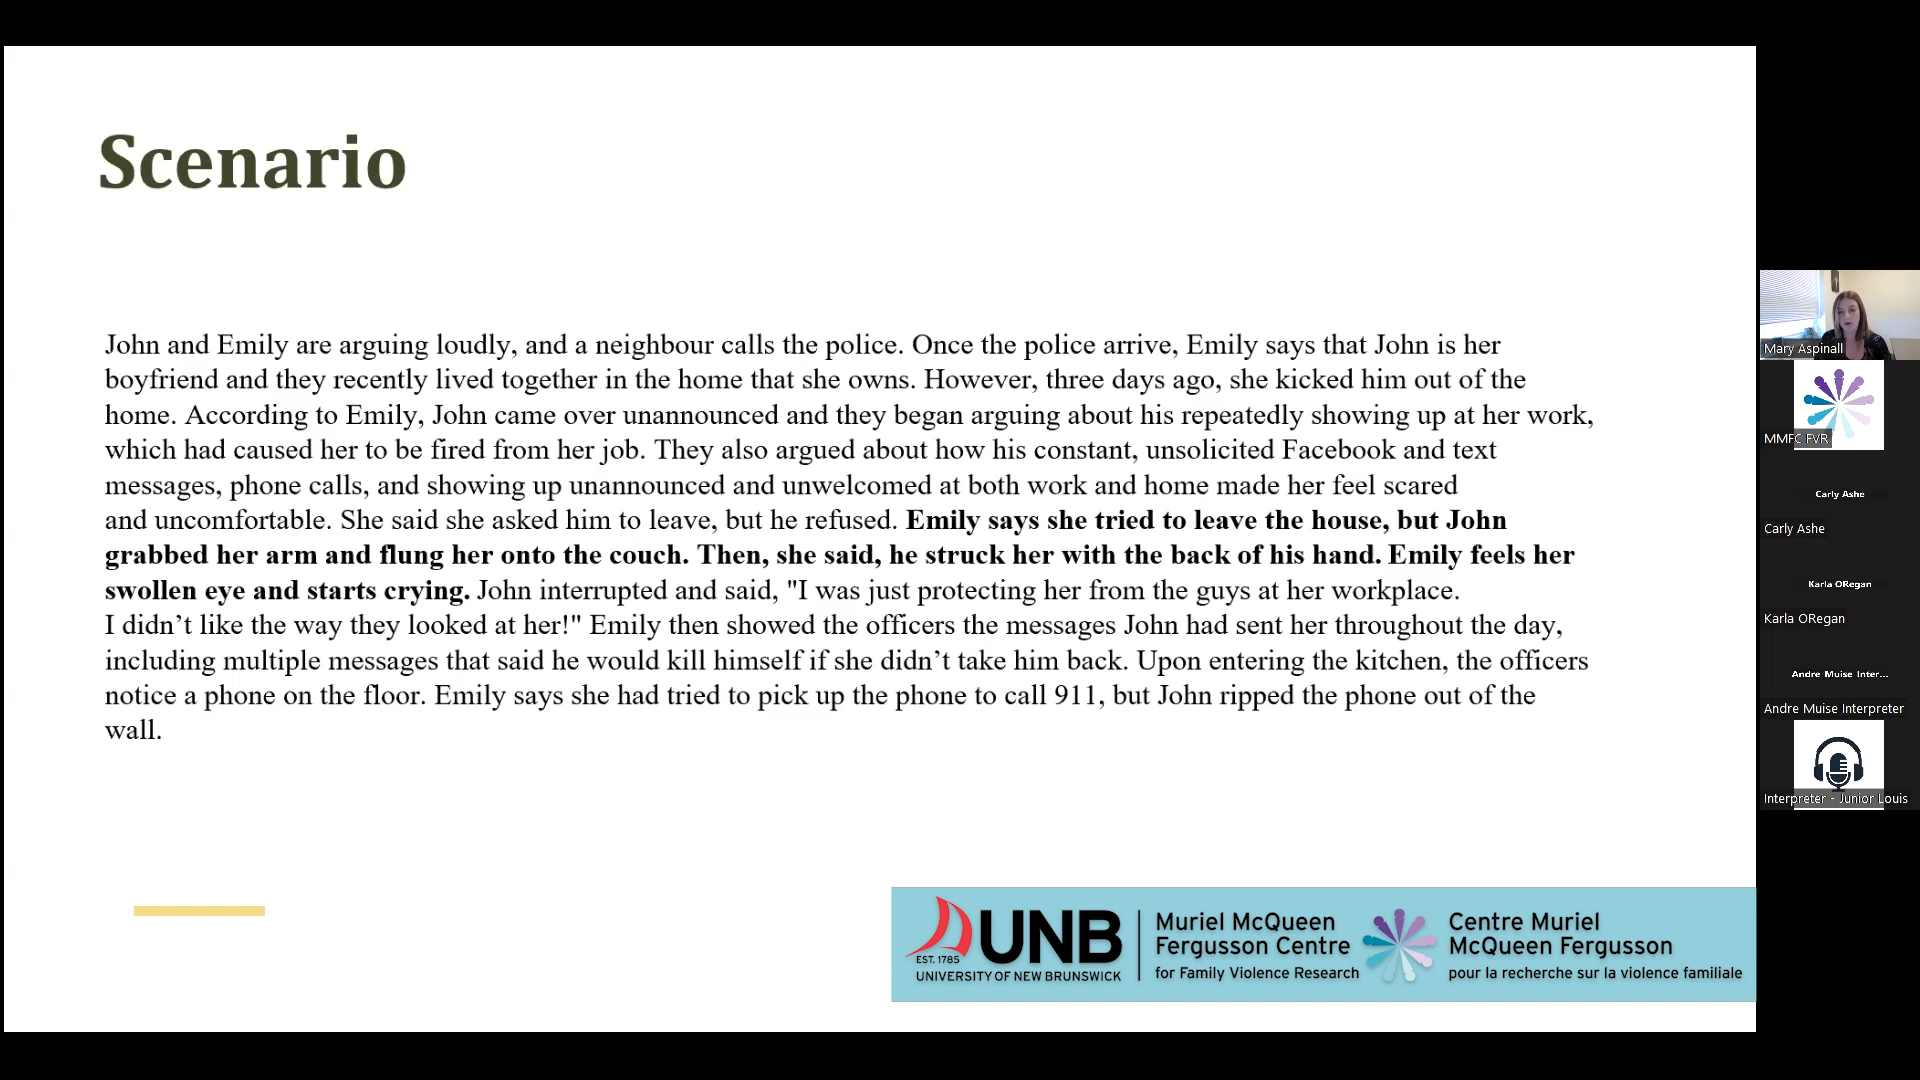 Scenario
John and Emily are arguing loudly, and a neighbour calls the police. Once the police arrive, Emily says that John is her
boyfriend and they recently lived together in the home that she owns. However, three days ago, she kicked him out of the
home. According to Emily, John came over unannounced and they began arguing about his repeatedly showing up at her work,
which had caused her to be fired from her job. They also argued about how his constant, unsolicited Facebook and text
messages, phone calls, and showing up unannounced and unwelcomed at both work and home made her feel scared
and uncomfortable. She said she asked him to leave, but he refused. Emily says she tried to leave the house, but John
grabbed her arm and flung her onto the couch. Then, she said, he struck her with the back of his hand. Emily feels her
swollen eye and starts crying. John interrupted and said, "I was just protecting her from the guys at her workplace.
I didn’t like the way they looked at her!" Emily then showed the officers the messages John had sent her throughout the day,
including multiple messages that said he would kill himself if she didn’t take him back. Upon entering the kitchen, the officers
notice a phone on the floor. Emily says she had tried to pick up the phone to call 911, but John ripped the phone out of the
wall.
EST. 1785
UNB
UNIVERSITY OF NEW BRUNSWICK
Muriel McQueen
Fergusson Centre
for Family Violence Research
Centre Muriel
McQueen Fergusson
pour la recherche sur la violence familiale
Mary Aspinall
MMFC FVR
Carly Ashe
Carly Ashe
Karla ORegan
Karla ORegan
Andre Muise Inter...
Andre Muise Interpreter
Interpreter - Junior Louis